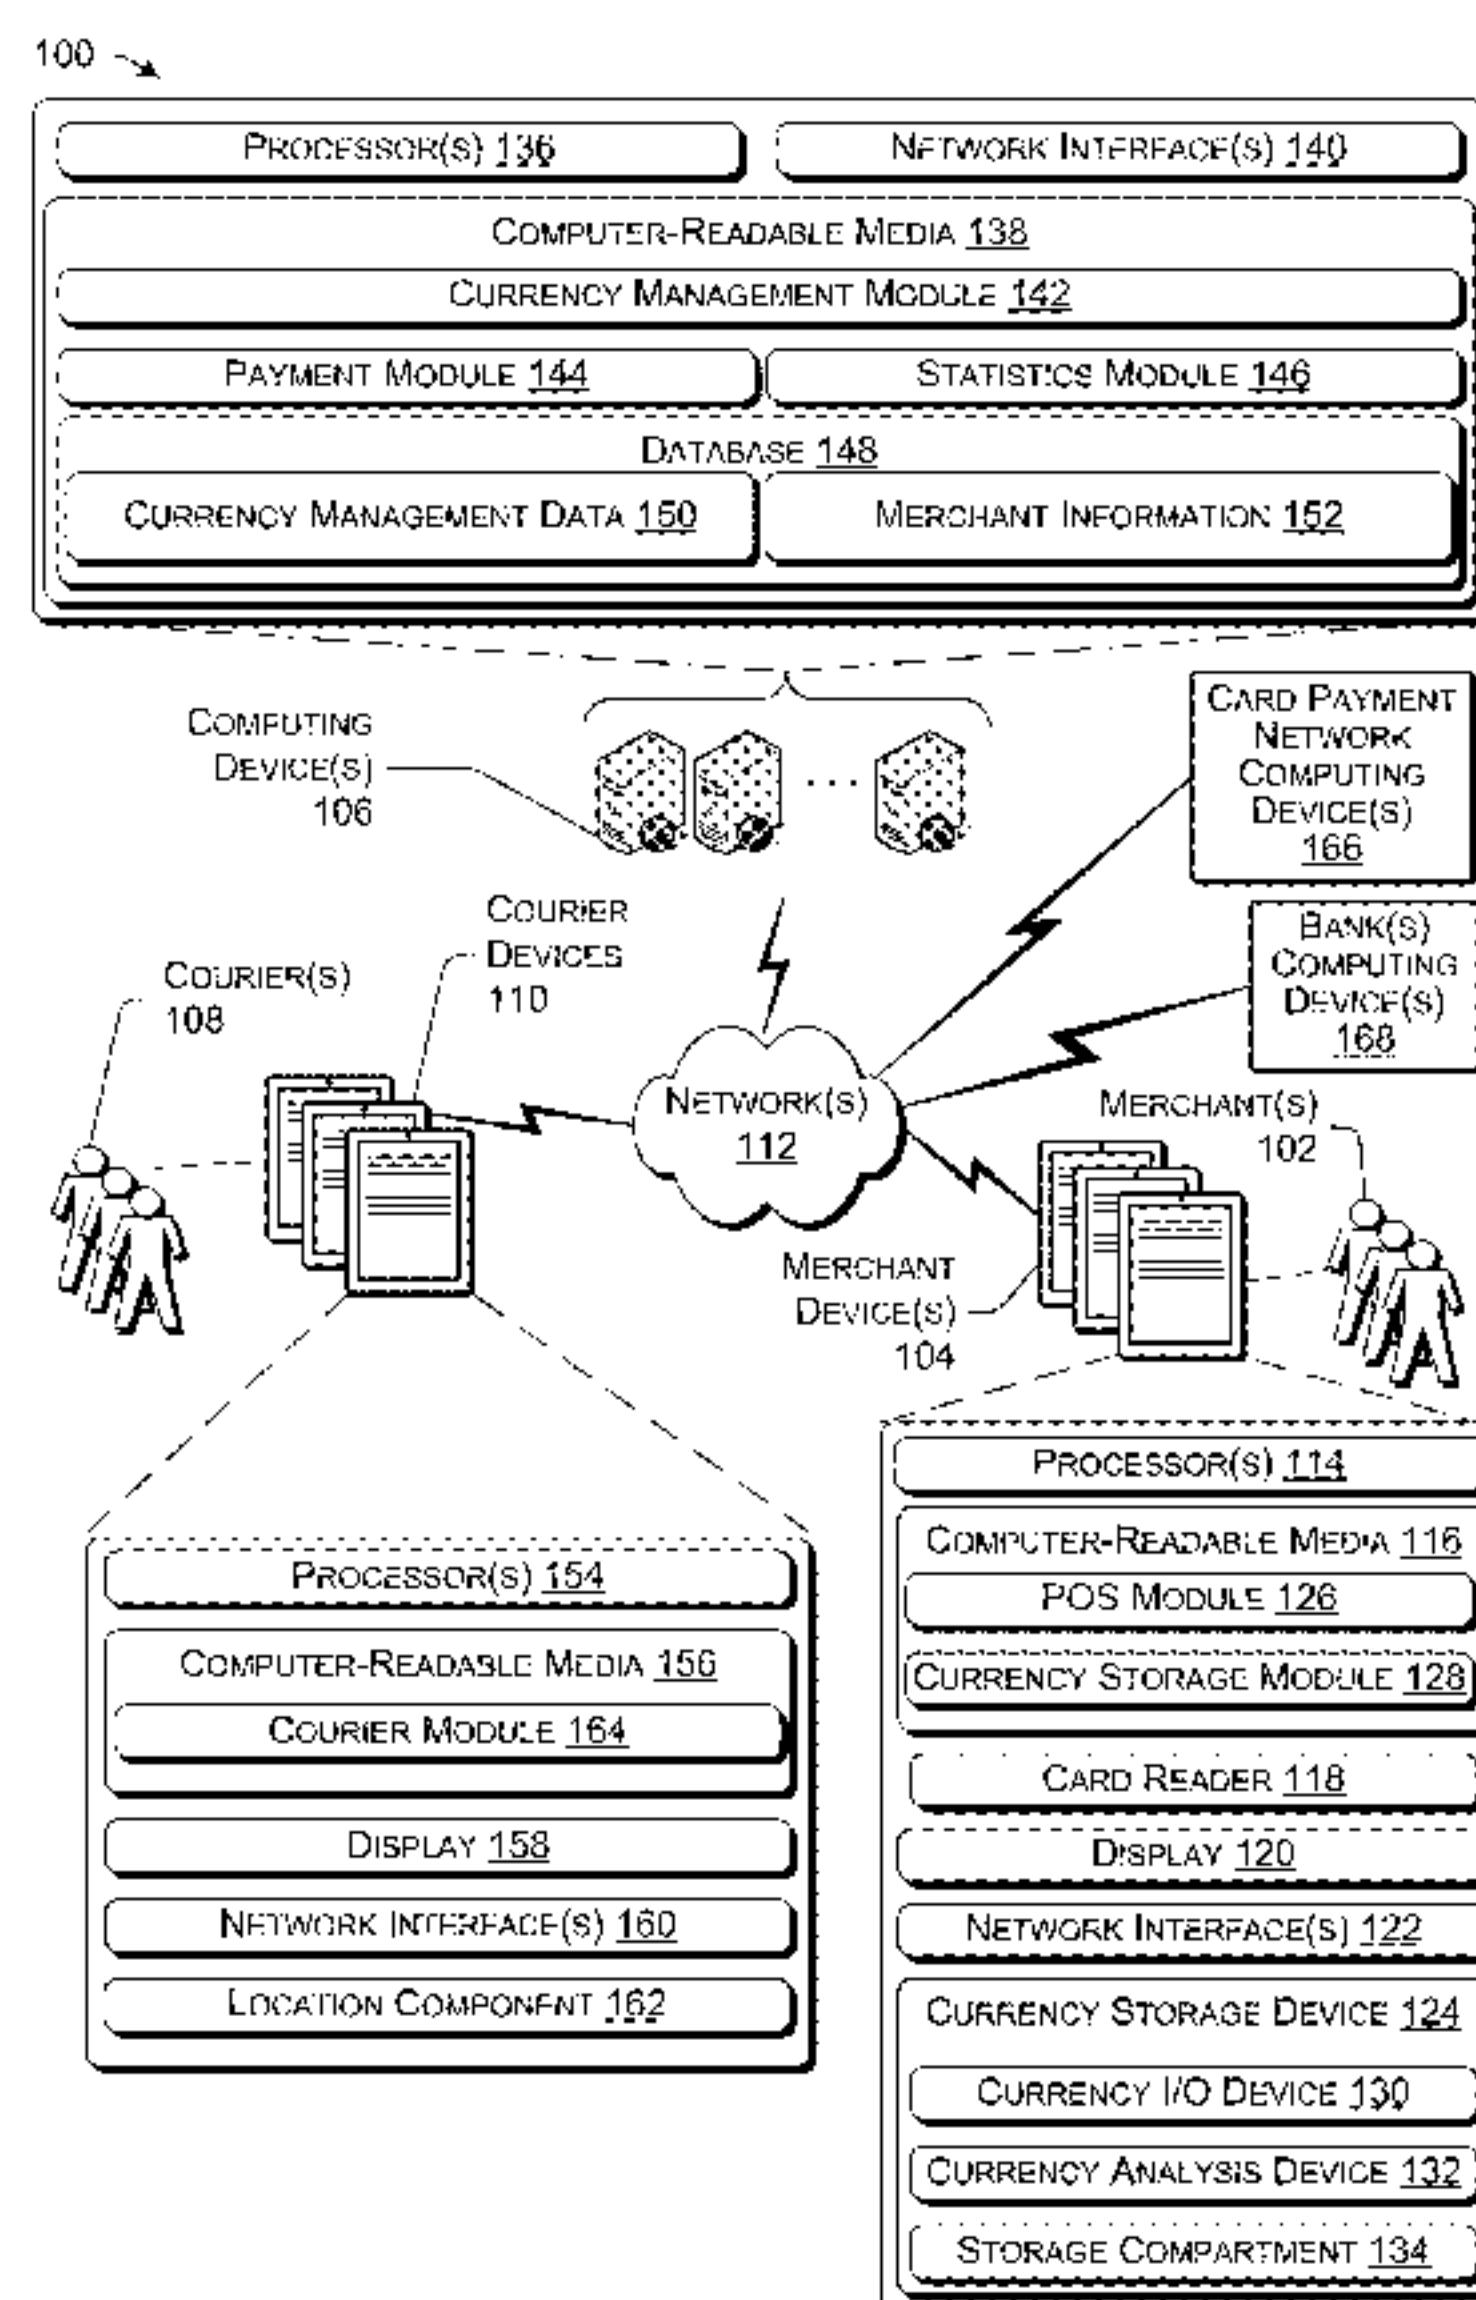 100
PROCESSOR(S) 136
NETWORK INTERFACE(S) 140
COMPUTER-READABLE MEDIA 138
CURRENCY MANAGEMENT MODULE 142
PAYMENT MODULE 144
STATISTICS MODULE 146
DATABASE 148
CURRENCY MANAGEMENT DATA 150
MERCHANT INFORMATION 152
COMPUTING
DEVICE(S)
106
CARD PAYMENT
NETWORK
COMPUTING
DEVICE(S)
166
COURIER
DEVICES
110
BANK(S)
COMPUTING
DEVICE(S)
168
COURIER(S)
108
NETWORK(S)
112
MERCHANT(S)
102
MERCHANT
DEVICE(S)
104
PROCESSOR(S) 154
COMPUTER-READABLE MEDIA 156
COURIER MODULE 164
DISPLAY 158
NETWORK INTERFACE(S) 160
LOCATION COMPONENT 162
PROCESSOR(S) 114
COMPUTER-READABLE MEDIA 116
POS MODULE 126
CURRENCY STORAGE MODULE 128
CARD READER 118
DISPLAY 120
NETWORK INTERFACE(S) 122
CURRENCY STORAGE DEVICE 124
CURRENCY I/O DEVICE 130
CURRENCY ANALYSIS DEVICE 132
STORAGE COMPARTMENT 134